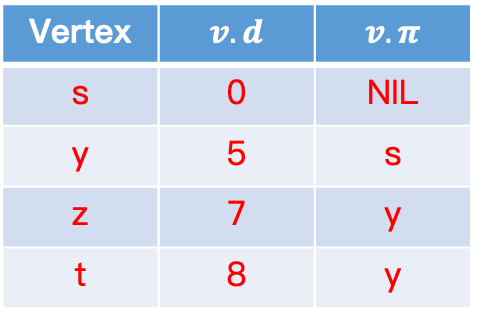 Vertex v.d v.π
s 0 NIL
y 5 s
z 7 y
t 8 y